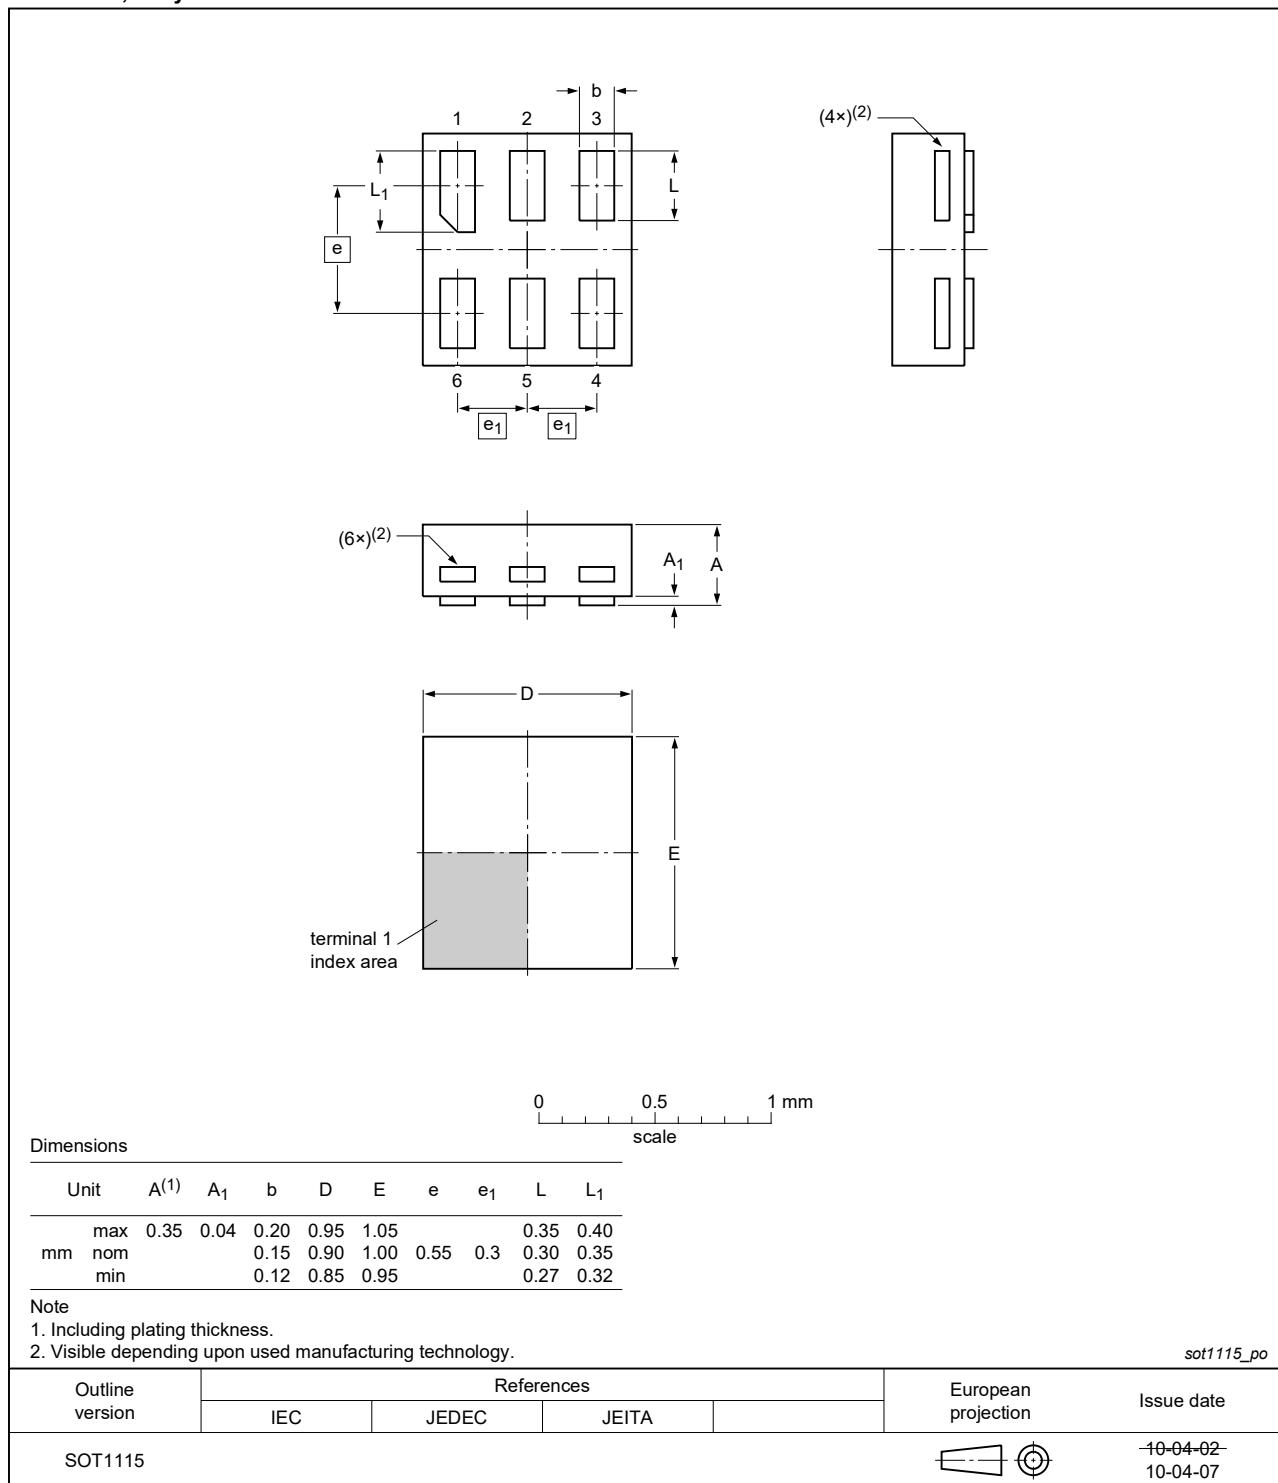 b
1 2 3
(4×)(2)
L1
L
e
6 5 4
e1 e1
(6×)(2)
A1 A
D
E
terminal 1
index area
0 0.5 1 mm
scale
Dimensions
Unit A(1) A1 b D E e e1 L L1
max 0.35 0.04 0.20 0.95 1.05 0.35 0.40
mm nom 0.15 0.90 1.00 0.55 0.3 0.30 0.35
min 0.12 0.85 0.95 0.27 0.32
Note
1. Including plating thickness.
2. Visible depending upon used manufacturing technology.
sot1115_po
Outline version References European projection Issue date
IEC JEDEC JEITA
SOT1115
10-04-02
10-04-07